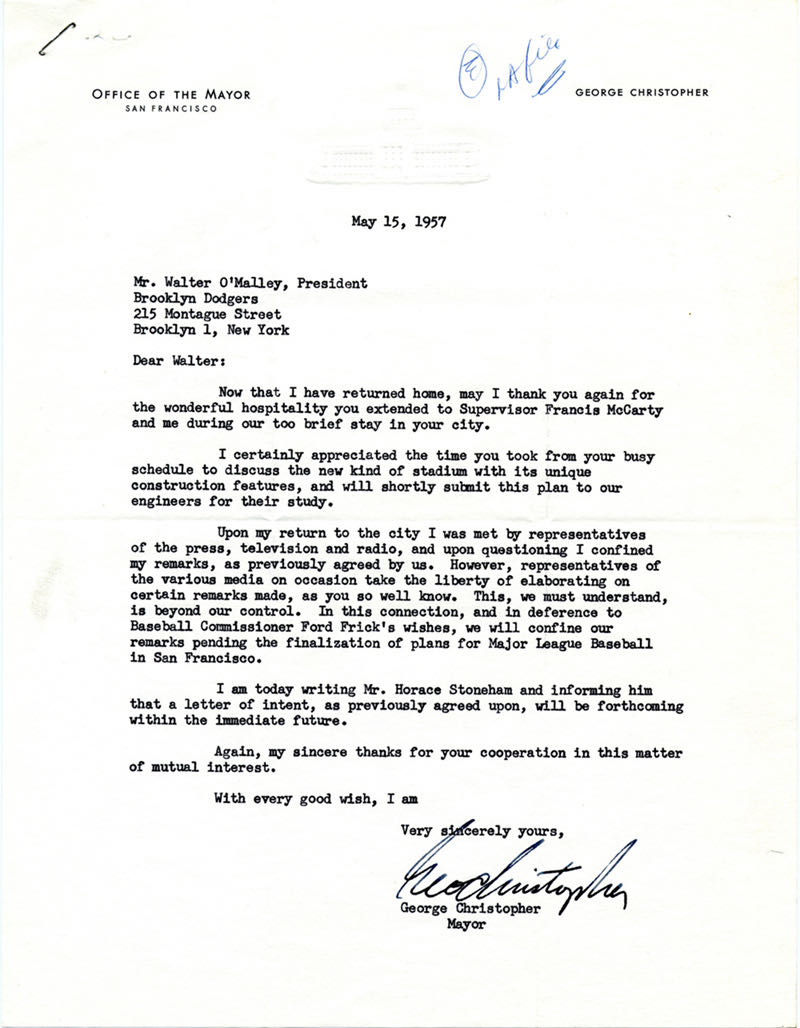 OFFICE OF THE MAYOR
SAN FRANCISCO
GEORGE CHRISTOPHER
May 15, 1957
Mr. Walter O'Malley, President
Brooklyn Dodgers
215 Montague Street
Brooklyn 1, New York
Dear Walter:
Now that I have returned home, may I thank you again for
the wonderful hospitality you extended to Supervisor Francis McCarty
and me during our too brief stay in your city.
I certainly appreciated the time you took from your busy
schedule to discuss the new kind of stadium with its unique
construction features, and will shortly submit this plan to our
engineers for their study.
Upon my return to the city I was met by representatives
of the press, television and radio, and upon questioning I confined
my remarks, as previously agreed by us. However, representatives of
the various media on occasion take the liberty of elaborating on
certain remarks made, as you so well know. This, we must understand,
is beyond our control. In this connection, and in deference to
Baseball Commissioner Ford Frick's wishes, we will confine our
remarks pending the finalization of plans for Major League Baseball
in San Francisco.
I am today writing Mr. Horace Stoneham and informing him
that a letter of intent, as previously agreed upon, will be forthcoming
within the immediate future.
Again, my sincere thanks for your cooperation in this matter
of mutual interest.
With every good wish, I am
Very sincerely yours,
Geo Christopher
George Christopher
Mayor